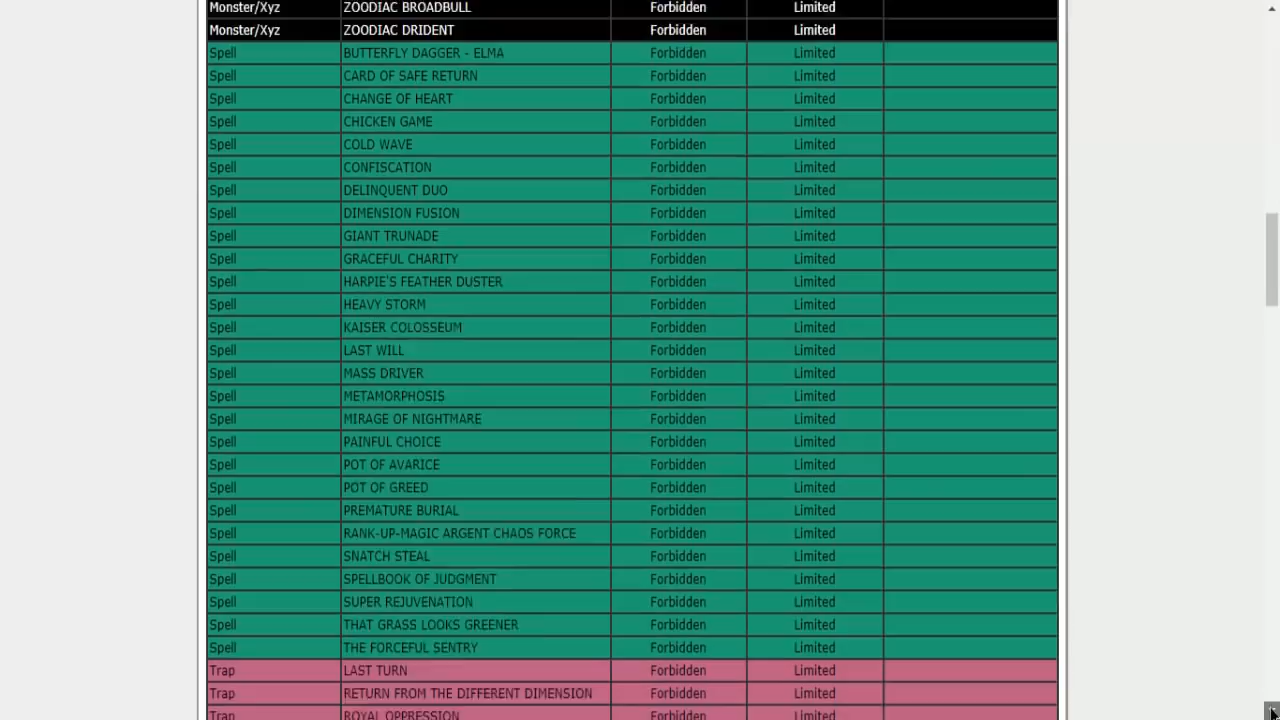 Monster/Xyz ZOODIAC BROADBULL Forbidden Limited
Monster/Xyz ZOODIAC DRIDENT Forbidden Limited
Spell BUTTERFLY DAGGER - ELMA Forbidden Limited
Spell CARD OF SAFE RETURN Forbidden Limited
Spell CHANGE OF HEART Forbidden Limited
Spell CHICKEN GAME Forbidden Limited
Spell COLD WAVE Forbidden Limited
Spell CONFISCATION Forbidden Limited
Spell DELINQUENT DUO Forbidden Limited
Spell DIMENSION FUSION Forbidden Limited
Spell GIANT TRUNADE Forbidden Limited
Spell GRACEFUL CHARITY Forbidden Limited
Spell HARPIE'S FEATHER DUSTER Forbidden Limited
Spell HEAVY STORM Forbidden Limited
Spell KAISER COLOSSEUM Forbidden Limited
Spell LAST WILL Forbidden Limited
Spell MASS DRIVER Forbidden Limited
Spell METAMORPHOSIS Forbidden Limited
Spell MIRAGE OF NIGHTMARE Forbidden Limited
Spell PAINFUL CHOICE Forbidden Limited
Spell POT OF AVARICE Forbidden Limited
Spell POT OF GREED Forbidden Limited
Spell PREMATURE BURIAL Forbidden Limited
Spell RANK-UP-MAGIC ARGENT CHAOS FORCE Forbidden Limited
Spell SNATCH STEAL Forbidden Limited
Spell SPELLBOOK OF JUDGMENT Forbidden Limited
Spell SUPER REJUVENATION Forbidden Limited
Spell THAT GRASS LOOKS GREENER Forbidden Limited
Spell THE FORCEFUL SENTRY Forbidden Limited
Trap LAST TURN Forbidden Limited
Trap RETURN FROM THE DIFFERENT DIMENSION Forbidden Limited
Trap ROYAL OPPRESSION Forbidden Limited